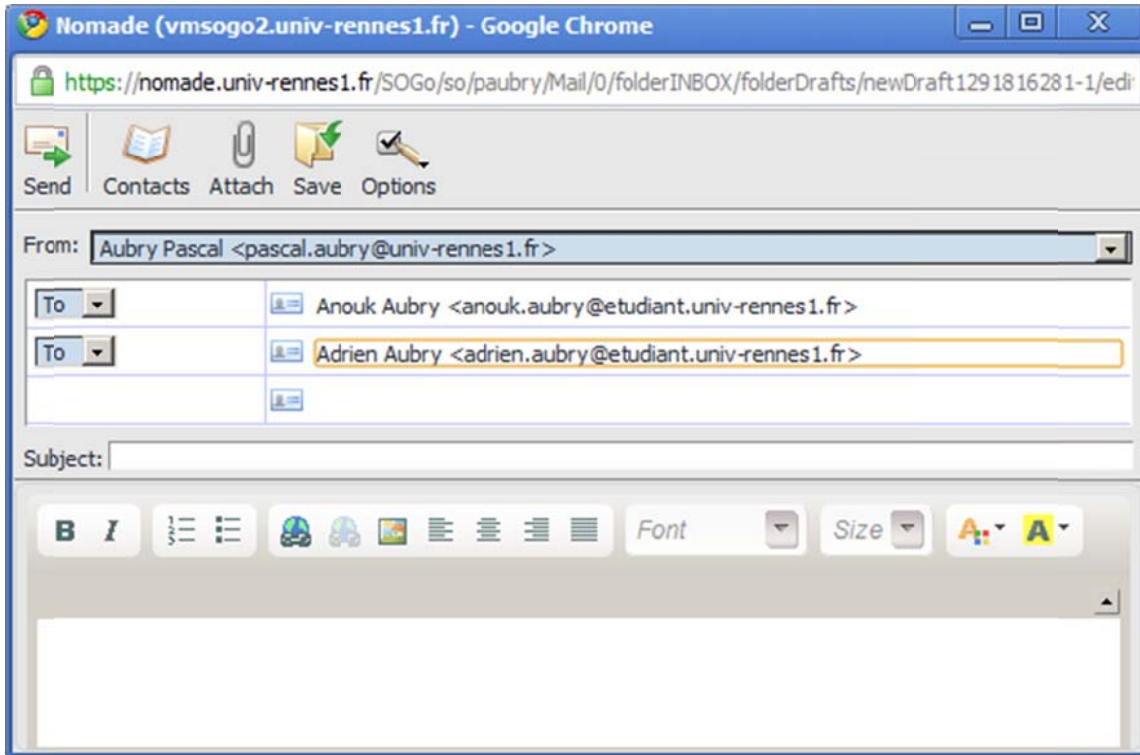 Nomade (vmsogo2.univ-rennes1.fr) - Google Chrome
https://nomade.univ-rennes1.fr/SOGo/so/paubry/Mail/0/folderINBOX/folderDrafts/newDraft1291816281-1/edi
Send Contacts Attach Save Options
From: Aubry Pascal <pascal.aubry@univ-rennes1.fr>
To Anouk Aubry <anouk.aubry@etudiant.univ-rennes1.fr>
To Adrien Aubry <adrien.aubry@etudiant.univ-rennes1.fr>
Subject:
B I Font Size A A